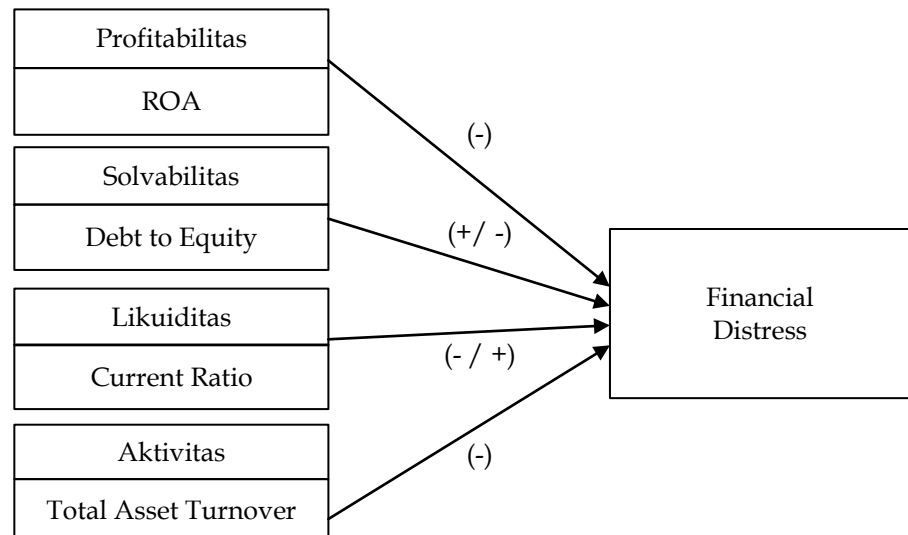 Profitabilitas
ROA
(-)
Solvabilitas
Debt to Equity
(+/ -)
Likuiditas
Current Ratio
(- / +)
Aktivitas
Total Asset Turnover
(-)
Financial
Distress